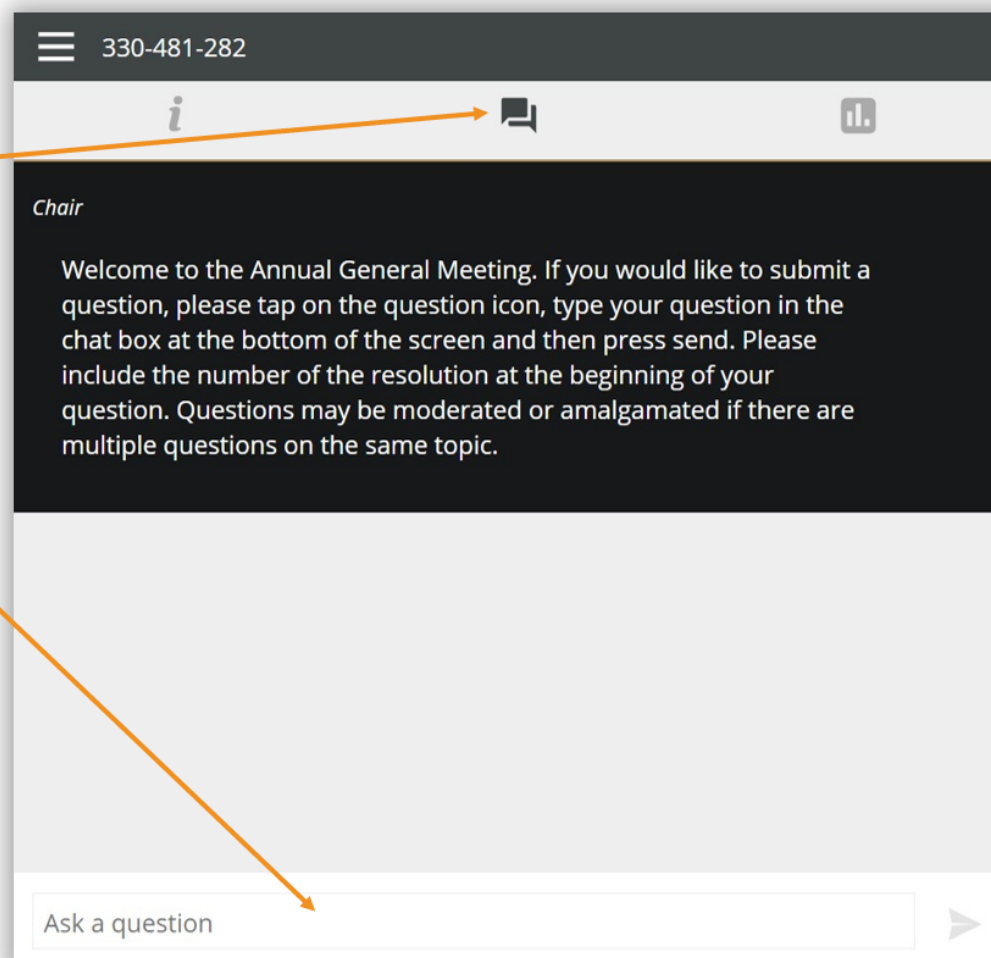 330-481-282
i
Chair
Welcome to the Annual General Meeting. If you would like to submit a
question, please tap on the question icon, type your question in the
chat box at the bottom of the screen and then press send. Please
include the number of the resolution at the beginning of your
question. Questions may be moderated or amalgamated if there are
multiple questions on the same topic.
Ask a question